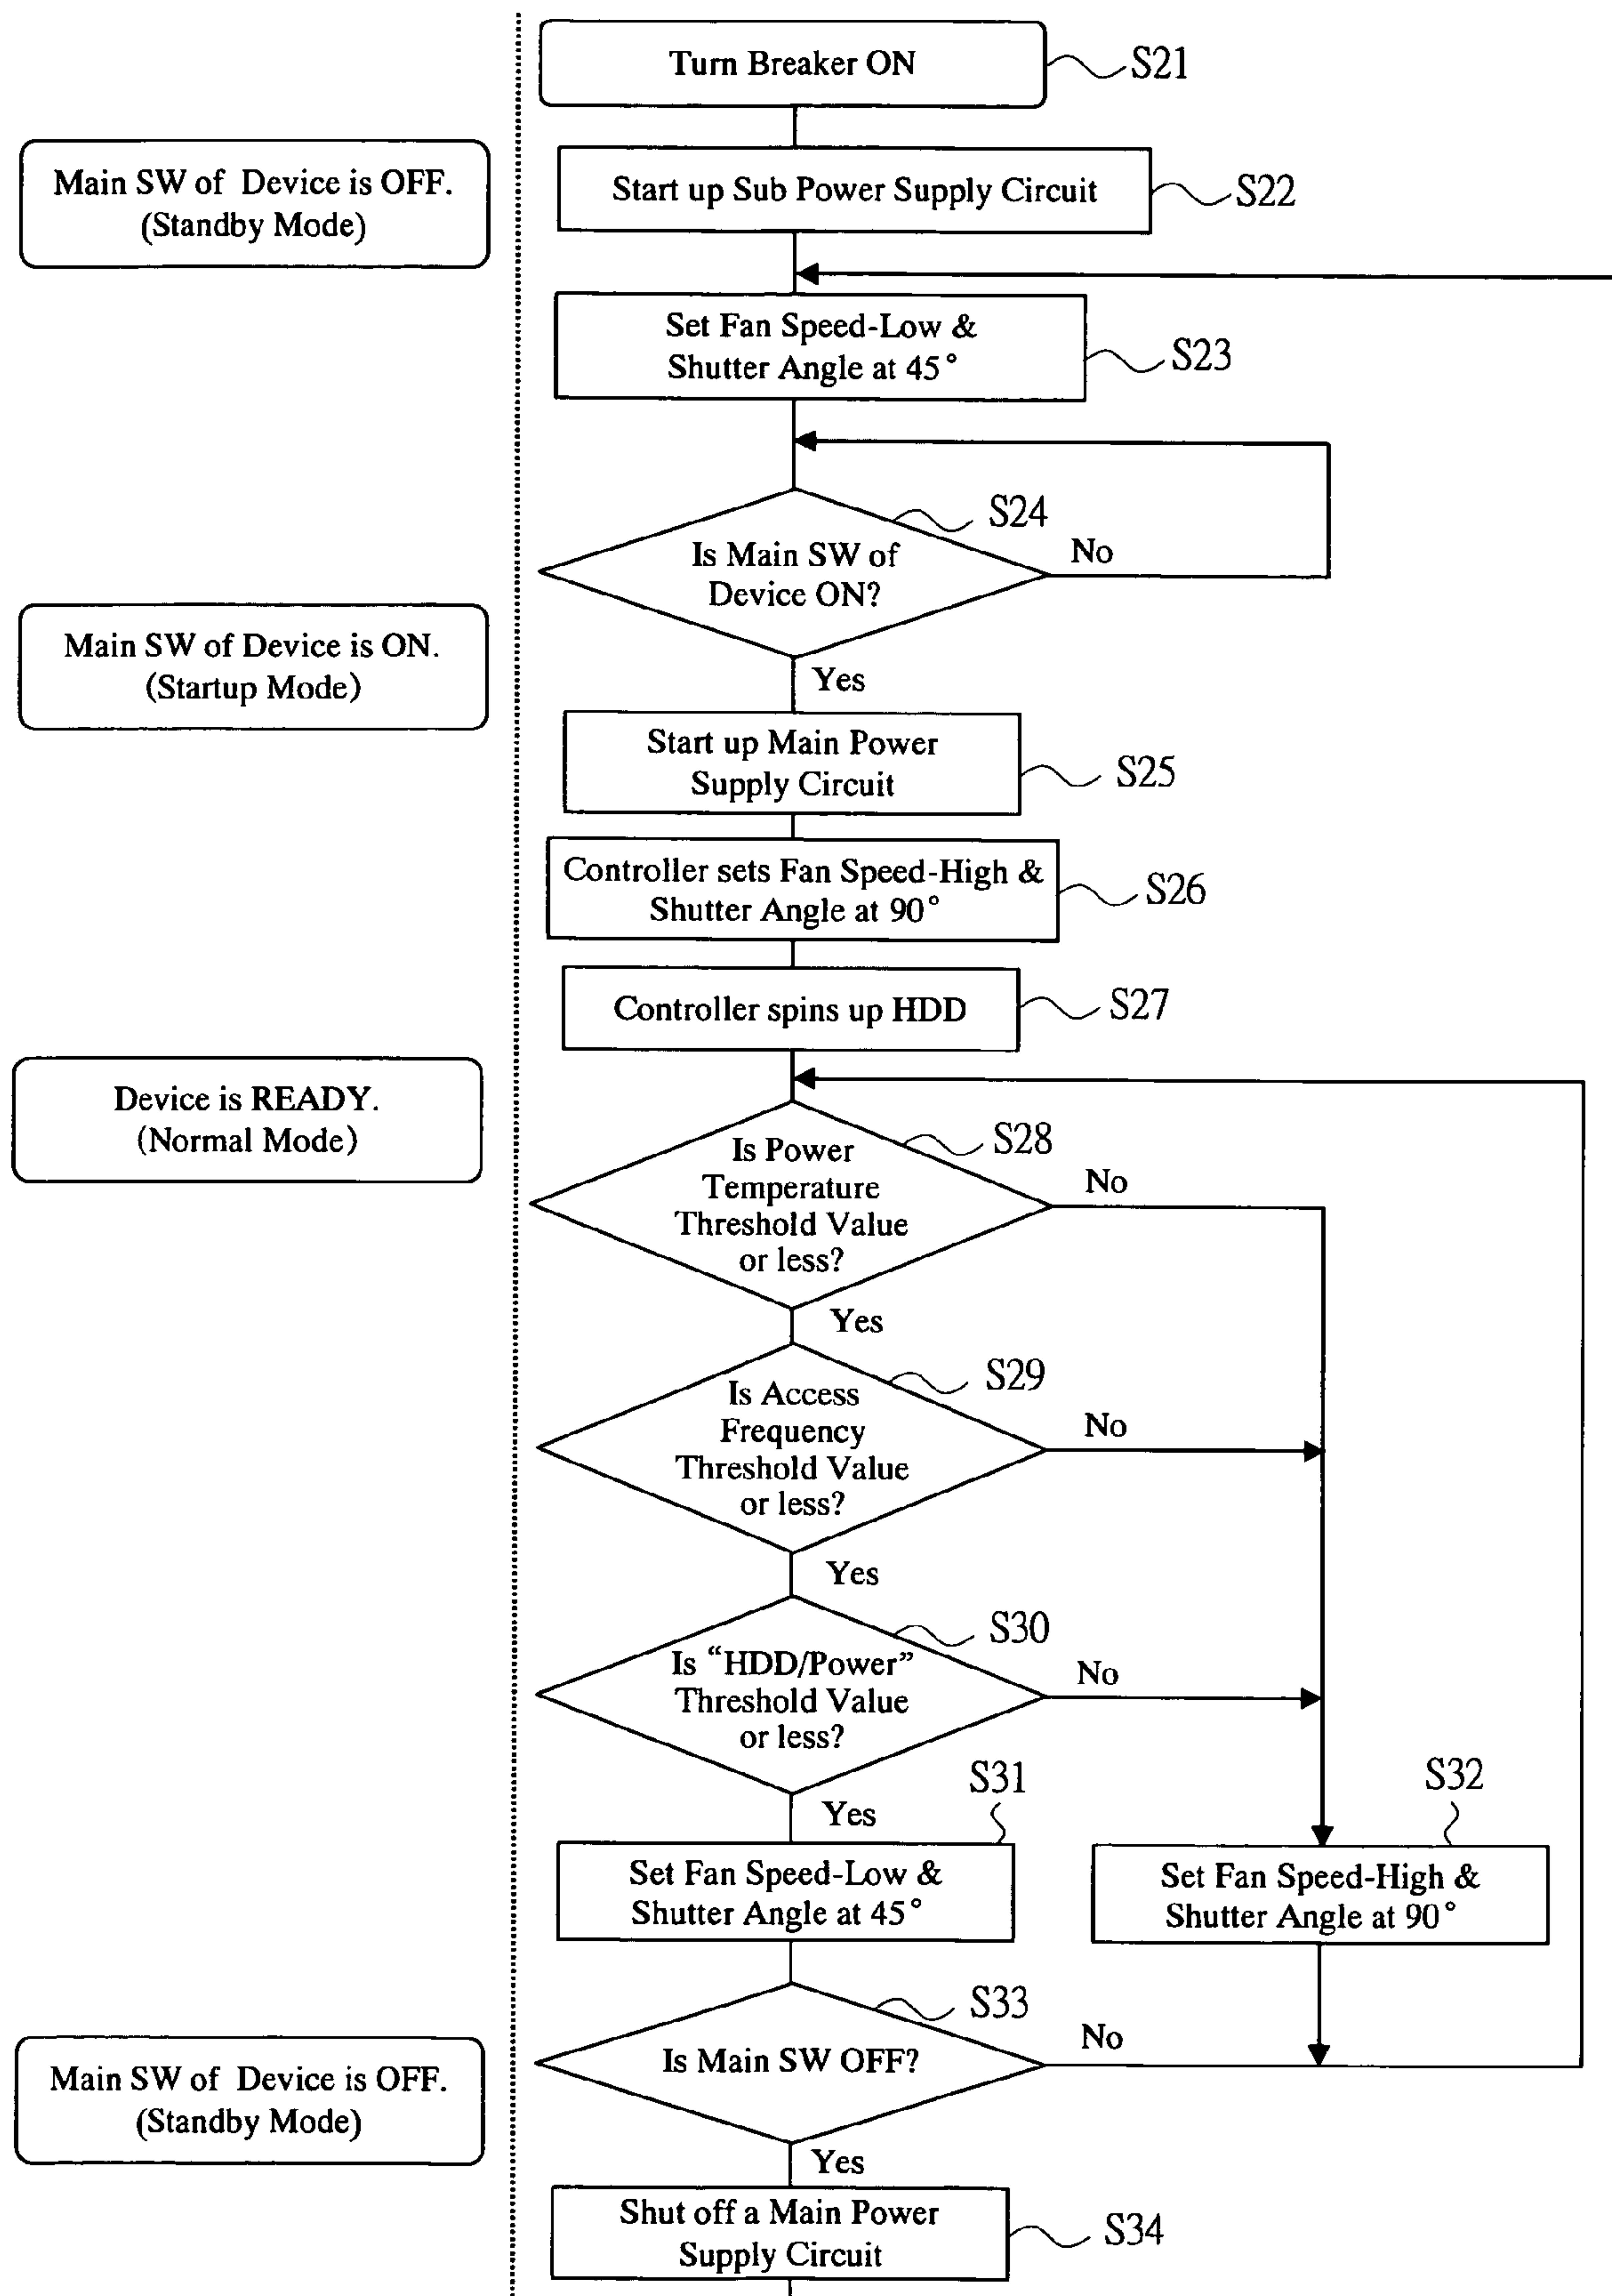 Turn Breaker ON
S21
Main SW of Device is OFF.
(Standby Mode)
Start up Sub Power Supply Circuit
S22
Set Fan Speed-Low &
Shutter Angle at 45°
S23
S24
Is Main SW of
Device ON?
No
Main SW of Device is ON.
(Startup Mode)
Yes
Start up Main Power
Supply Circuit
S25
Controller sets Fan Speed-High &
Shutter Angle at 90°
S26
Controller spins up HDD
S27
Device is READY.
(Normal Mode)
S28
Is Power
Temperature
Threshold Value
or less?
No
Yes
S29
Is Access
Frequency
Threshold Value
or less?
No
Yes
S30
Is “HDD/Power”
Threshold Value
or less?
No
Yes
S31
S32
Set Fan Speed-Low &
Shutter Angle at 45°
Set Fan Speed-High &
Shutter Angle at 90°
S33
Is Main SW OFF?
No
Main SW of Device is OFF.
(Standby Mode)
Yes
Shut off a Main Power
Supply Circuit
S34